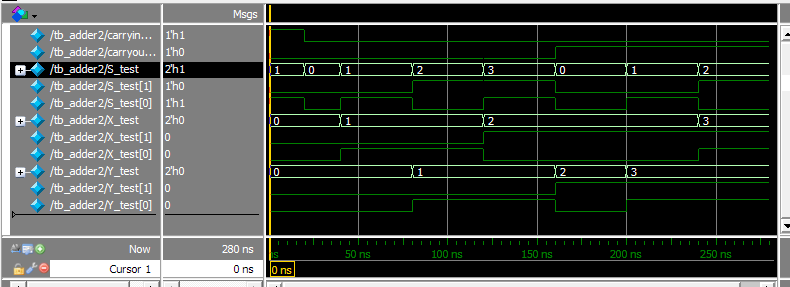 Msgs
/tb_adder2/carryin... 1'h1
/tb_adder2/carryou... 1'h0
/tb_adder2/S_test 2'h1 1 0 1 2 3 0 1 2
/tb_adder2/S_test[1] 1'h0
/tb_adder2/S_test[0] 1'h1
/tb_adder2/X_test 2'h0 0 1 2 3
/tb_adder2/X_test[1] 0
/tb_adder2/X_test[0] 0
/tb_adder2/Y_test 2'h0 0 1 2 3
/tb_adder2/Y_test[1] 0
/tb_adder2/Y_test[0] 0
Now 280 ns ns 50 ns 100 ns 150 ns 200 ns 250 ns
Cursor 1 0 ns 0 ns